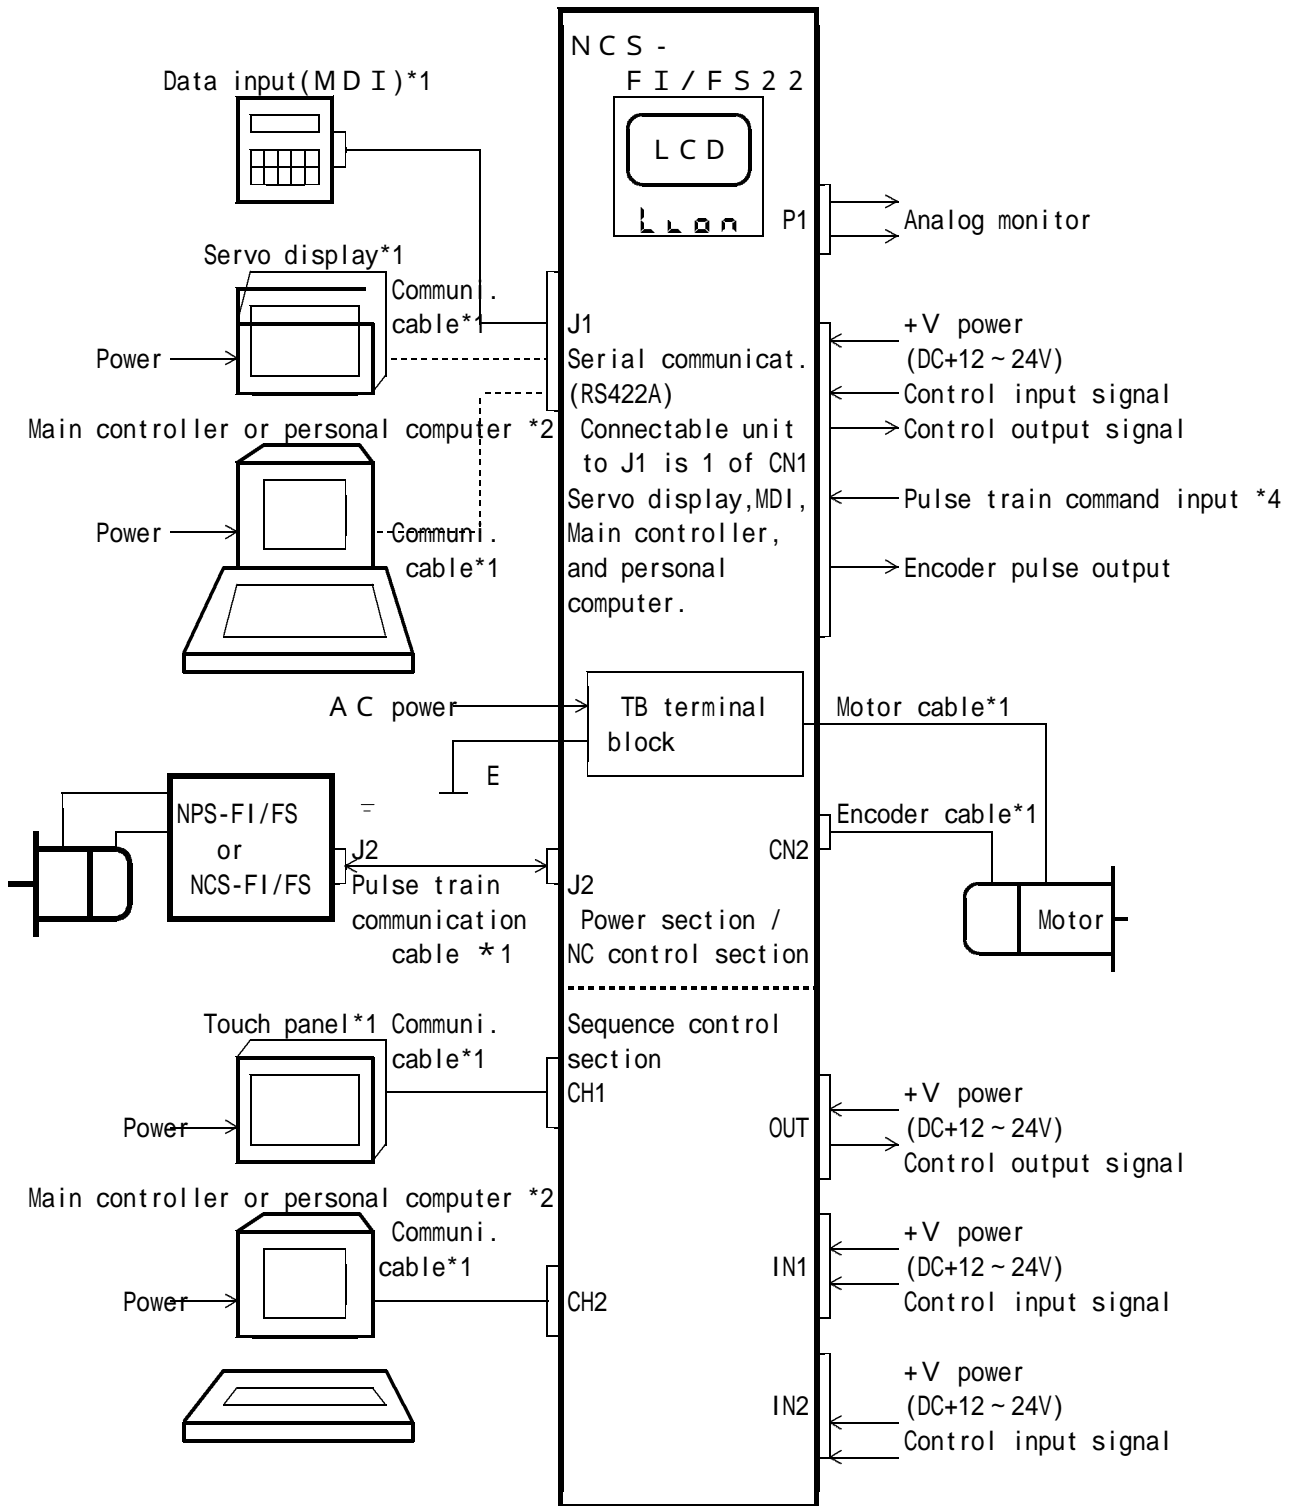 NCS-
FI/FS22
LCD
Data input(MDI)*1
P1
Analog monitor
Servo display*1
Communi.
cable*1
Power
J1
Serial communicat.
(RS422A)
Connectable unit
to J1 is 1 of CN1
Servo display,MDI,
Main controller,
and personal
computer.
+V power
(DC+12~24V)
Control input signal
Control output signal
Pulse train command input *4
Encoder pulse output
Main controller or personal computer *2
Power
Communi.
cable*1
AC power
E
TB terminal
block
Motor cable*1
Encoder cable*1
CN2
Motor
NPS-FI/FS
or
NCS-FI/FS
J2
Pulse train
communication
cable *1
J2
Power section /
NC control section
Touch panel*1
Communi.
cable*1
Power
Sequence control
section
CH1
OUT
+V power
(DC+12~24V)
Control output signal
Main controller or personal computer *2
Communi.
cable*1
Power
CH2
IN1
+V power
(DC+12~24V)
Control input signal
IN2
+V power
(DC+12~24V)
Control input signal